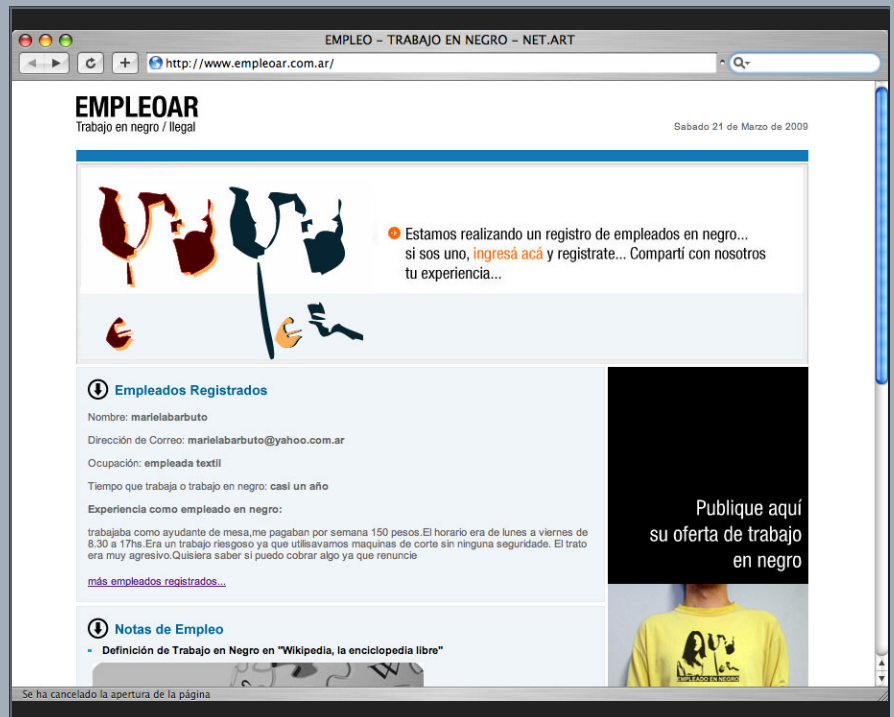 EMPLEO – TRABAJO EN NEGRO – NET.ART
http://www.empleoar.com.ar/
EMPLEOAR
Trabajo en negro / Ilegal
Sabado 21 de Marzo de 2009
Estamos realizando un registro de empleados en negro...
si sos uno, ingresá acá y registrate... Compartí con nosotros
tu experiencia...
Empleados Registrados
Nombre: marielabarbuto
Dirección de Correo: marielabarbuto@yahoo.com.ar
Ocupación: empleada textil
Tiempo que trabaja o trabajo en negro: casi un año
Experiencia como empleado en negro:
trabajaba como ayudante de mesa,me pagaban por semana 150 pesos.El horario era de lunes a viernes de
8.30 a 17hs.Era un trabajo riesgoso ya que utilisavamos maquinas de corte sin ninguna seguridade. El trato
era muy agresivo.Quisiera saber si puedo cobrar algo ya que renuncie
más empleados registrados...
Publique aquí
su oferta de trabajo
en negro
Notas de Empleo
Definición de Trabajo en Negro en "Wikipedia, la enciclopedia libre"
EMPLEADO EN NEGRO
Se ha cancelado la apertura de la página